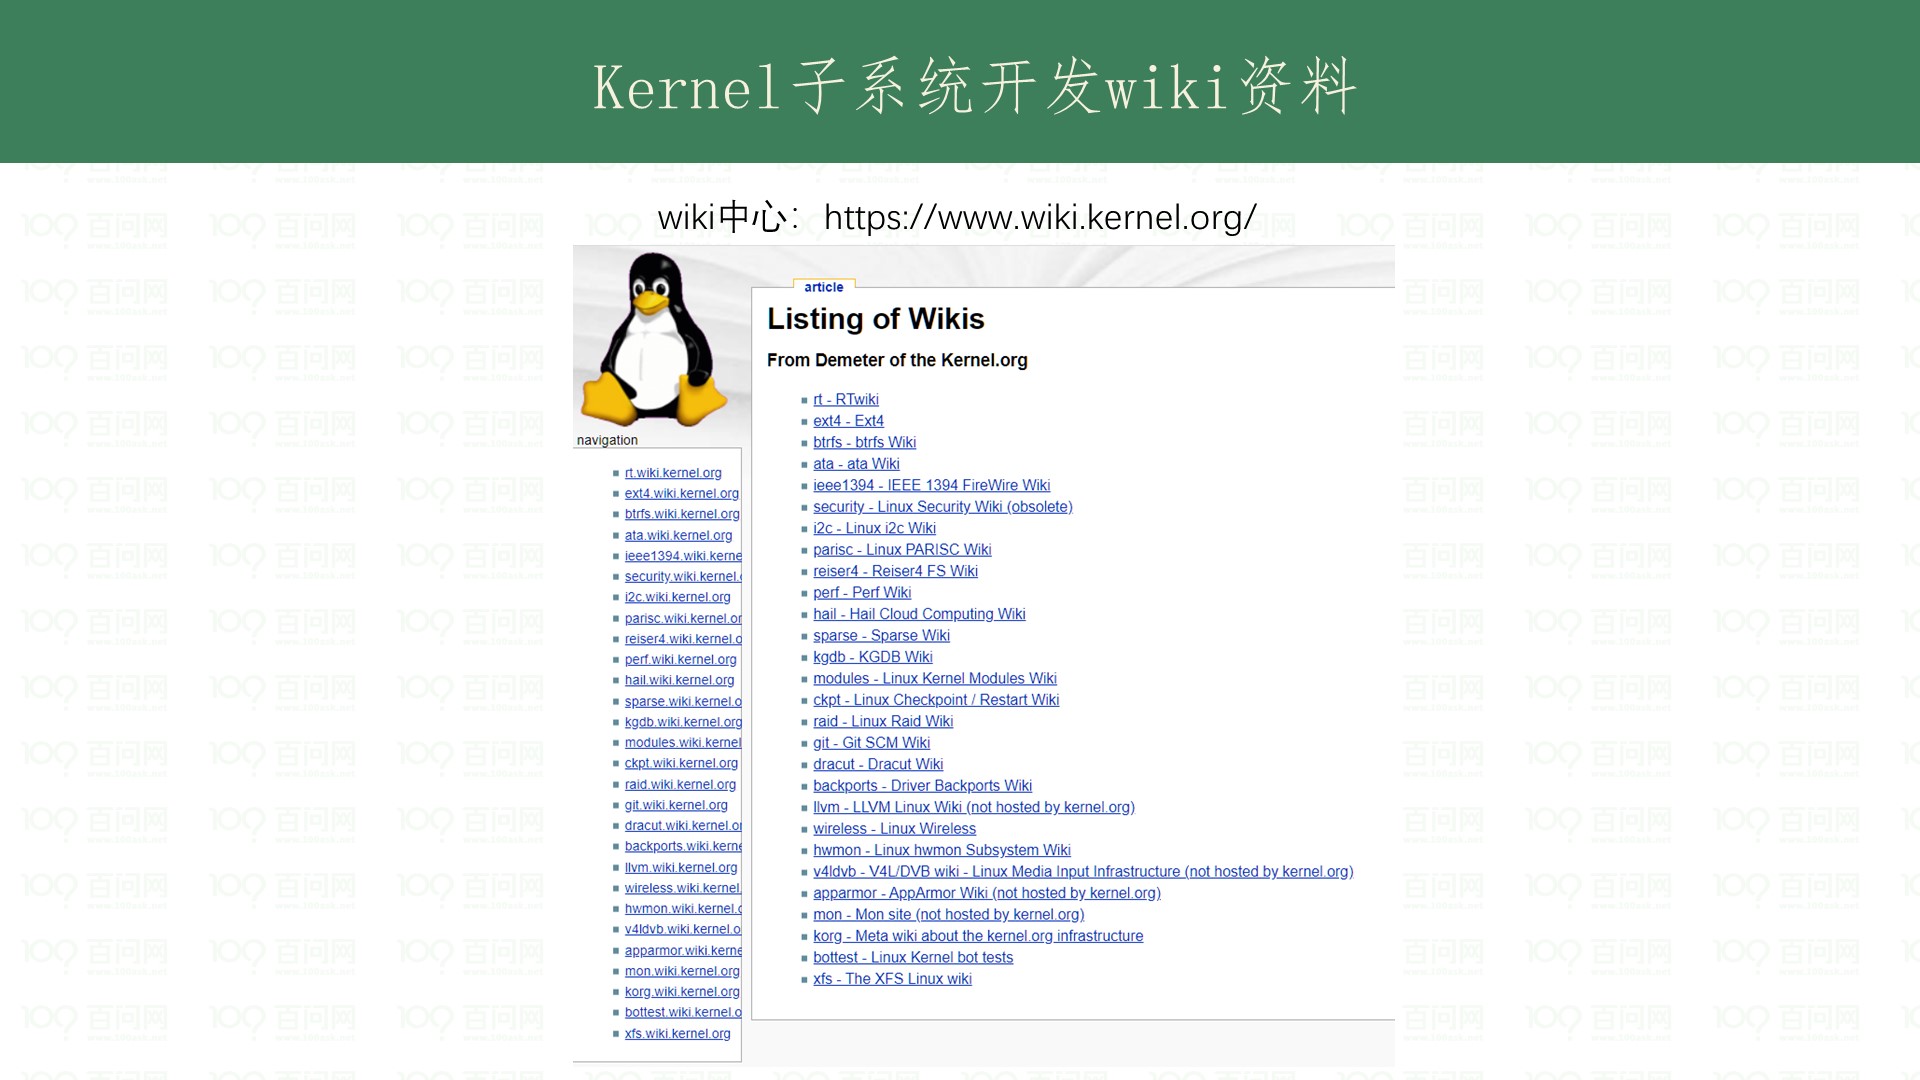 Kernel子系统开发wiki资料
wiki中心：https://www.wiki.kernel.org/
article
Listing of Wikis
From Demeter of the Kernel.org
rt - RTwiki
ext4 - Ext4
btrfs - btrfs Wiki
ata - ata Wiki
ieee1394 - IEEE 1394 FireWire Wiki
security - Linux Security Wiki (obsolete)
i2c - Linux i2c Wiki
parisc - Linux PARISC Wiki
reiser4 - Reiser4 FS Wiki
perf - Perf Wiki
hail - Hail Cloud Computing Wiki
sparse - Sparse Wiki
kgdb - KGDB Wiki
modules - Linux Kernel Modules Wiki
ckpt - Linux Checkpoint / Restart Wiki
raid - Linux Raid Wiki
git - Git SCM Wiki
dracut - Dracut Wiki
backports - Driver Backports Wiki
llvm - LLVM Linux Wiki (not hosted by kernel.org)
wireless - Linux Wireless
hwmon - Linux hwmon Subsystem Wiki
v4ldvb - V4L/DVB wiki - Linux Media Input Infrastructure (not hosted by kernel.org)
apparmor - AppArmor Wiki (not hosted by kernel.org)
mon - Mon site (not hosted by kernel.org)
korg - Meta wiki about the kernel.org infrastructure
bottest - Linux Kernel bot tests
xfs - The XFS Linux wiki
navigation
rt.wiki.kernel.org
ext4.wiki.kernel.org
btrfs.wiki.kernel.org
ata.wiki.kernel.org
ieee1394.wiki.kerne
security.wiki.kernel.
i2c.wiki.kernel.org
parisc.wiki.kernel.or
reiser4.wiki.kernel.o
perf.wiki.kernel.org
hail.wiki.kernel.org
sparse.wiki.kernel.o
kgdb.wiki.kernel.org
modules.wiki.kernel
ckpt.wiki.kernel.org
raid.wiki.kernel.org
git.wiki.kernel.org
dracut.wiki.kernel.or
backports.wiki.kerne
llvm.wiki.kernel.org
wireless.wiki.kernel.
hwmon.wiki.kernel.o
v4ldvb.wiki.kernel.o
apparmor.wiki.kerne
mon.wiki.kernel.org
korg.wiki.kernel.org
bottest.wiki.kernel.o
xfs.wiki.kernel.org